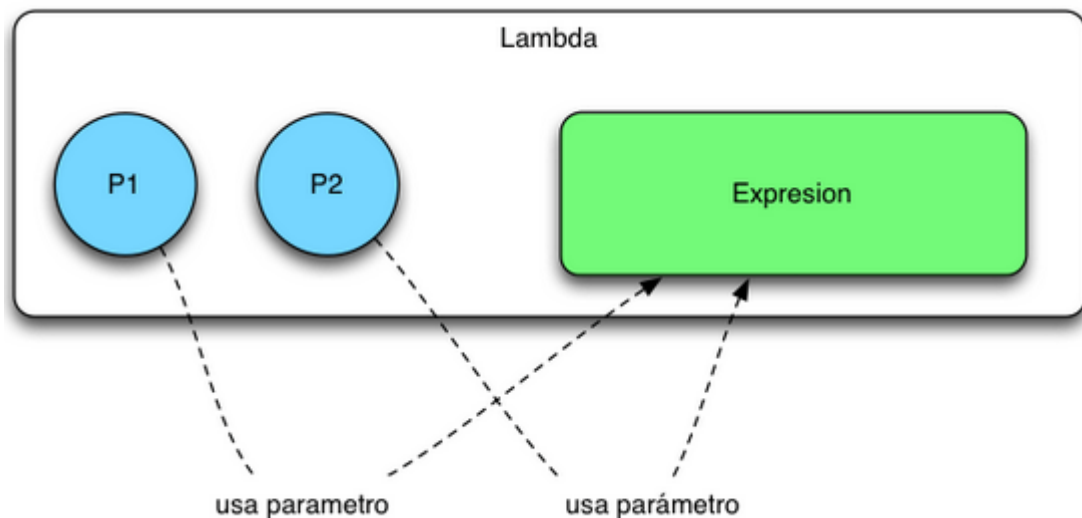 Lambda
P1
P2
Expresion
usa parametro
usa parámetro